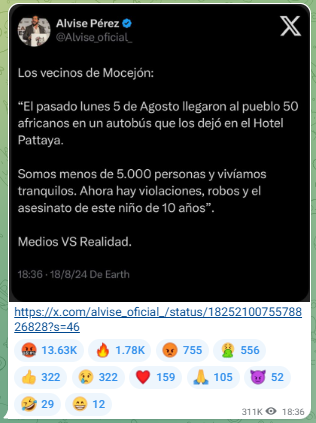 Alvise Pérez
@Alvise_oficial_
X
Los vecinos de Mocejón:
“El pasado lunes 5 de Agosto llegaron al pueblo 50
africanos en un autobús que los dejó en el Hotel
Pattaya.
Somos menos de 5.000 personas y vivíamos
tranquilos. Ahora hay violaciones, robos y el
asesinato de este niño de 10 años”.
Medios VS Realidad.
18:36 · 18/8/24 De Earth
https://x.com/alvise_oficial_/status/18252100755788
26828?s=46
13.63K 1.78K 755 556
322 322 159 105 52
29 12
311K 18:36